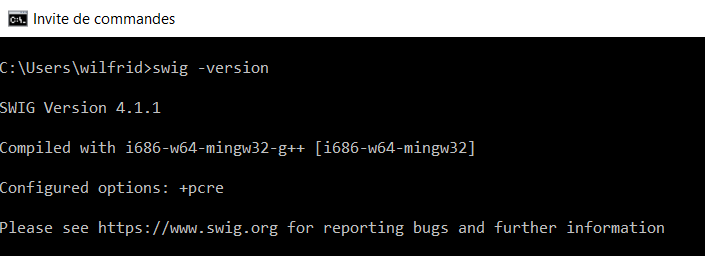 Invite de commandes
C:\Users\wilfrid>swig -version
SWIG Version 4.1.1
Compiled with i686-w64-mingw32-g++ [i686-w64-mingw32]
Configured options: +pcre
Please see https://www.swig.org for reporting bugs and further information